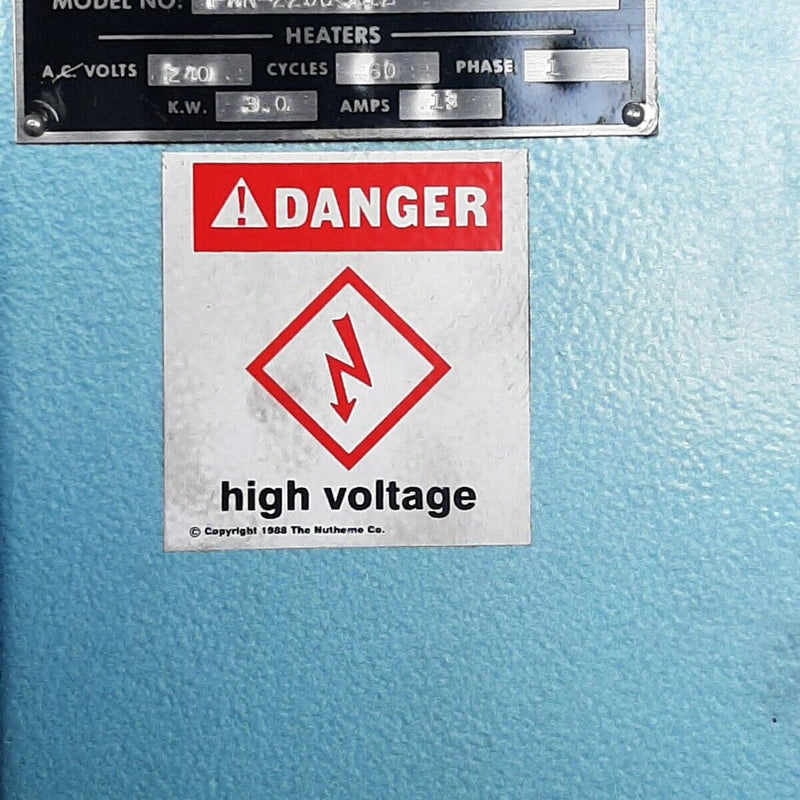 MODEL NO:
HEATERS
A.C. VOLTS 240 CYCLES 60 PHASE 1
K.W. 3.0 AMPS 13
DANGER
high voltage
© Copyright 1988 The Nutheme Co.